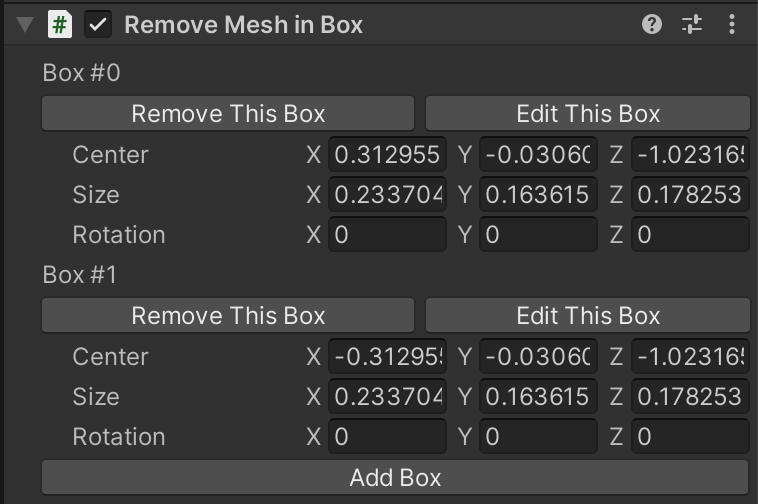 # Remove Mesh in Box
Box #0
Remove This Box Edit This Box
Center X 0.312955 Y -0.0306 Z -1.02316
Size X 0.233704 Y 0.163615 Z 0.178253
Rotation X 0 Y 0 Z 0
Box #1
Remove This Box Edit This Box
Center X -0.31295 Y -0.0306 Z -1.02316
Size X 0.233704 Y 0.163615 Z 0.178253
Rotation X 0 Y 0 Z 0
Add Box